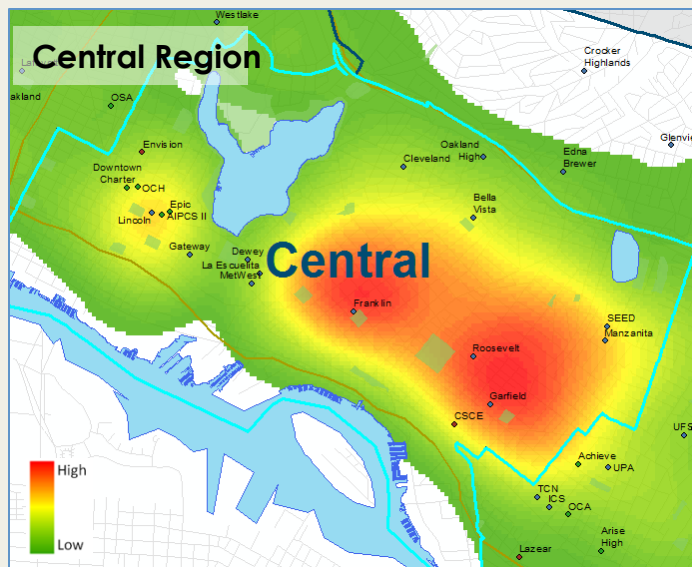 Westlake
Central Region
Crocker
Highlands
akland
OSA
Envision
Oakland
High
Edna
Brewer
Glenvie
Cleveland
Downtown
Charter
OCH
Epic
Lincoln
AIPCS II
Bella
Vista
Gateway
Dewey
La Escuelita
MetWest
Central
Franklin
SEED
Manzanita
Roosevelt
Garfield
CSCE
UFS
Achieve
UPA
High
Low
TCN
ICS
OCA
Arise
High
Lazear